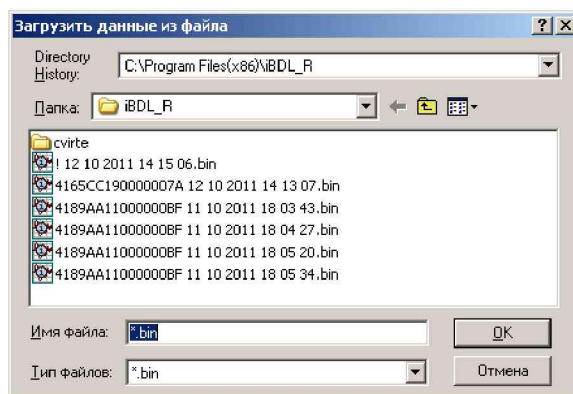 Загрузить данные из файла
Directory History: C:\Program Files(x86)\iBDL_R
Папка: iBDL_R
cvirte
! 12 10 2011 14 15 06.bin
4165CC190000007A 12 10 2011 14 13 07.bin
4189AA11000000BF 11 10 2011 18 03 43.bin
4189AA11000000BF 11 10 2011 18 04 27.bin
4189AA11000000BF 11 10 2011 18 05 20.bin
4189AA11000000BF 11 10 2011 18 05 34.bin
Имя файла: *.bin OK
Тип файлов: *.bin Отмена